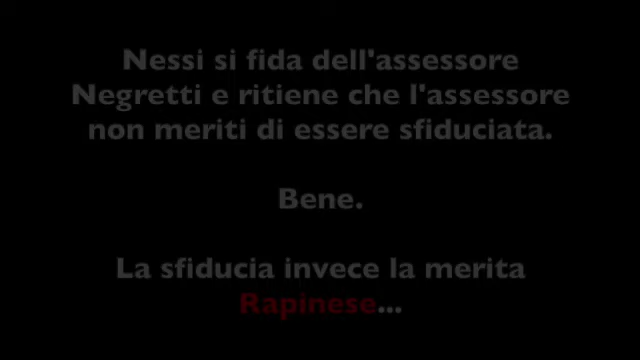 Nessi si fida dell'assessore
Negretti e ritiene che l'assessore
non meriti di essere sfiduciata.
Bene.
La sfiducia invece la merita
Rapinese...